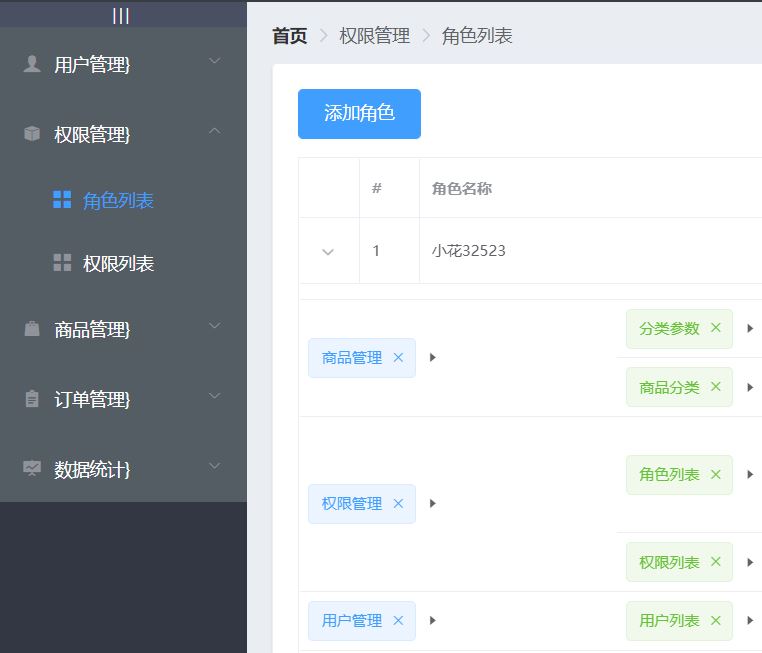 |||
用户管理}
权限管理}
角色列表
权限列表
商品管理}
订单管理}
数据统计}
首页 > 权限管理 > 角色列表
添加角色
# 角色名称
1 小花32523
商品管理 × 分类参数 ×
商品分类 ×
权限管理 × 角色列表 ×
权限列表 ×
用户管理 × 用户列表 ×